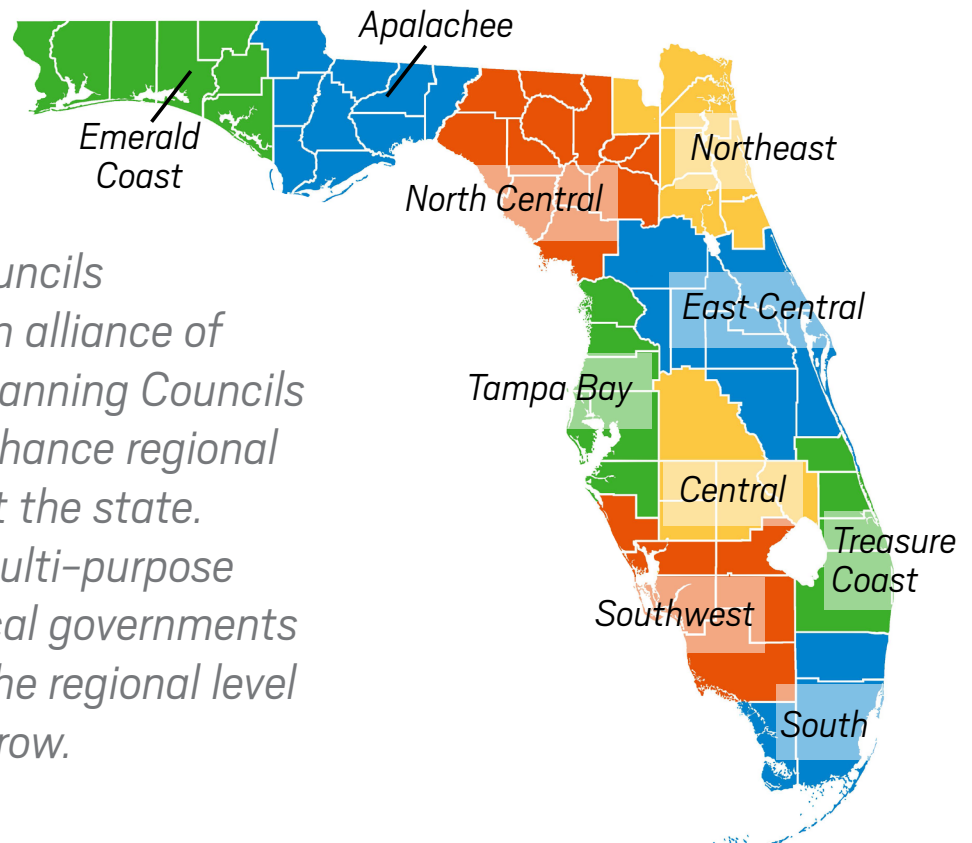 Apalachee
Emerald
Coast
Northeast
North Central
uncils
alliance of
East Central
anning Councils
Tampa Bay
hance regional
Central
t the state.
Treasure
Coast
ulti-purpose
Southwest
cal governments
he regional level
South
row.